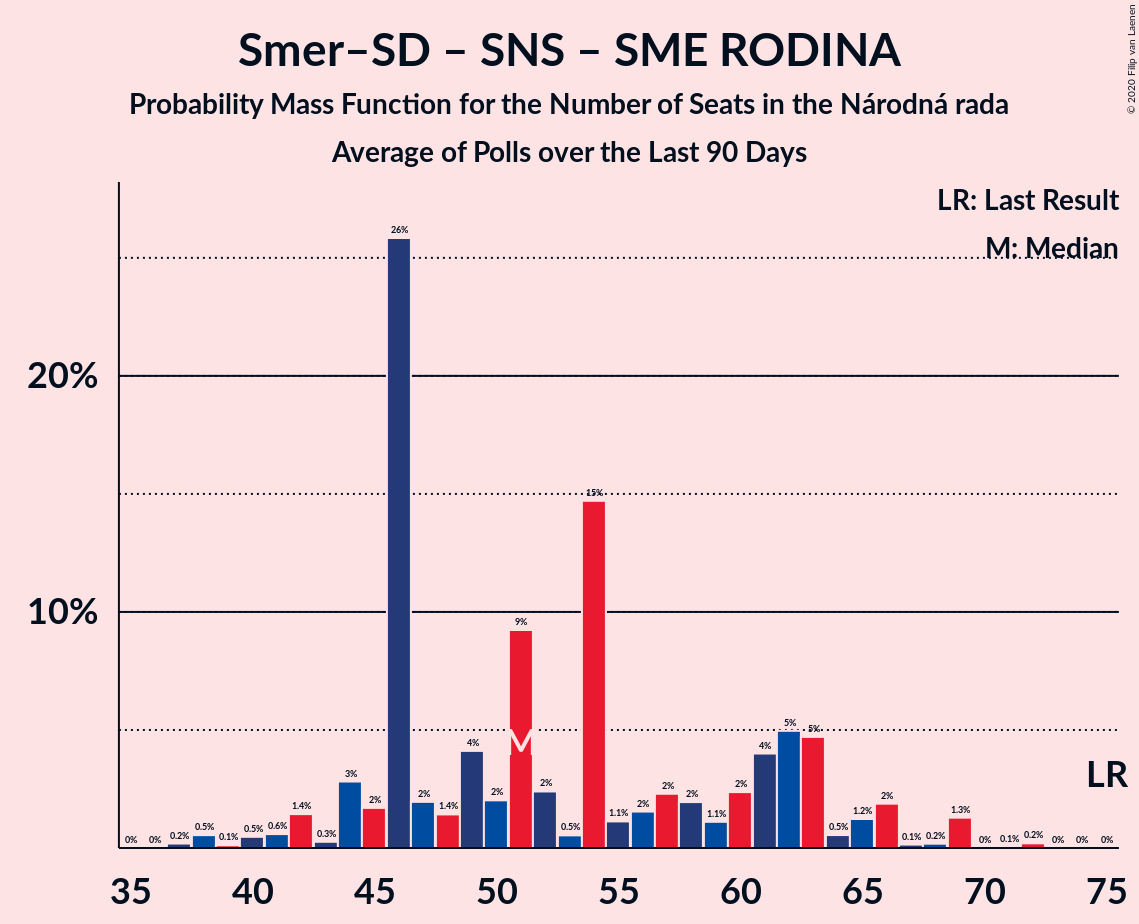 Smer–SD – SNS – SME RODINA
Probability Mass Function for the Number of Seats in the Národná rada
Average of Polls over the Last 90 Days
© 2020 Filip van Laenen
LR: Last Result
M: Median
26%
20%
15%
10%
9%
M
5% 5%
LR
4% 4%
3%
2% 2% 2% 2% 2% 2% 2% 2% 2%
1.4% 1.4% 1.1% 1.1% 1.2% 1.3%
0% 0% 0.2% 0.5% 0.1% 0.5% 0.6% 0.3% 0.5% 0.5% 0.1% 0.2% 0% 0.1% 0.2% 0% 0% 0%
35 40 45 50 55 60 65 70 75